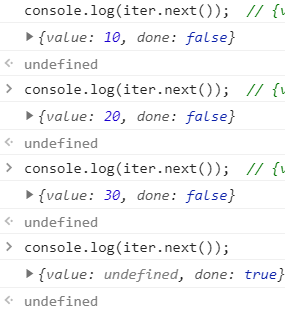 console.log(iter.next());  // {v
{value: 10, done: false}
undefined
console.log(iter.next());  // {v
{value: 20, done: false}
undefined
console.log(iter.next());  // {v
{value: 30, done: false}
undefined
console.log(iter.next());
{value: undefined, done: true}
undefined